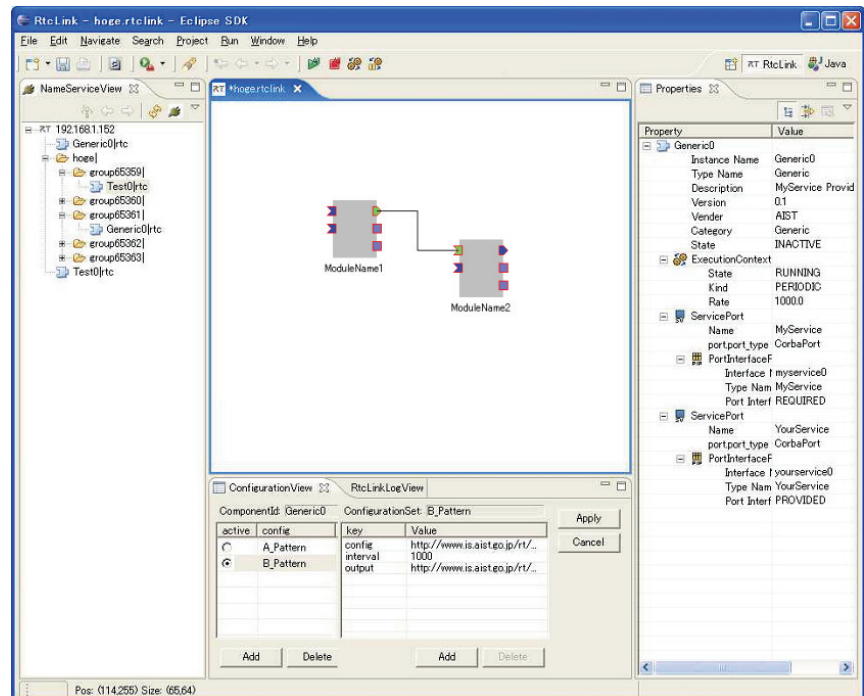 RtcLink - hoge.rtclink - Eclipse SDK
File Edit Navigate Search Project Run Window Help
RT RtcLink Java
NameServiceView
RT 192.168.1.152
Generic0|rtc
hoge|
group65359|
Test0|rtc
group65360|
group65361|
Generic0|rtc
group65362|
group65363|
Test0|rtc
RT *hoge.rtclink
ModuleName1
ModuleName2
ConfigurationView RtcLinkLogView
ComponentId: Generic0 ConfigurationSet: B_Pattern
active config
A_Pattern
B_Pattern
key Value
config http://www.is.aist.go.jp/rt/...
interval 1000
output http://www.is.aist.go.jp/rt/...
Apply
Cancel
Add Delete
Add Delete
Properties
Property Value
Generic0
Instance Name Generic0
Type Name Generic
Description MyService Provid
Version 0.1
Vender AIST
Category Generic
State INACTIVE
ExecutionContext
State RUNNING
Kind PERIODIC
Rate 1000.0
ServicePort
Name MyService
port.port_type CorbaPort
PortInterfaceF
Interface myservice0
Type Nam MyService
Port Interf REQUIRED
ServicePort
Name YourService
port.port_type CorbaPort
PortInterfaceF
Interface yourservice0
Type Nam YourService
Port Interf PROVIDED
Pos: (114,255) Size: (65,64)